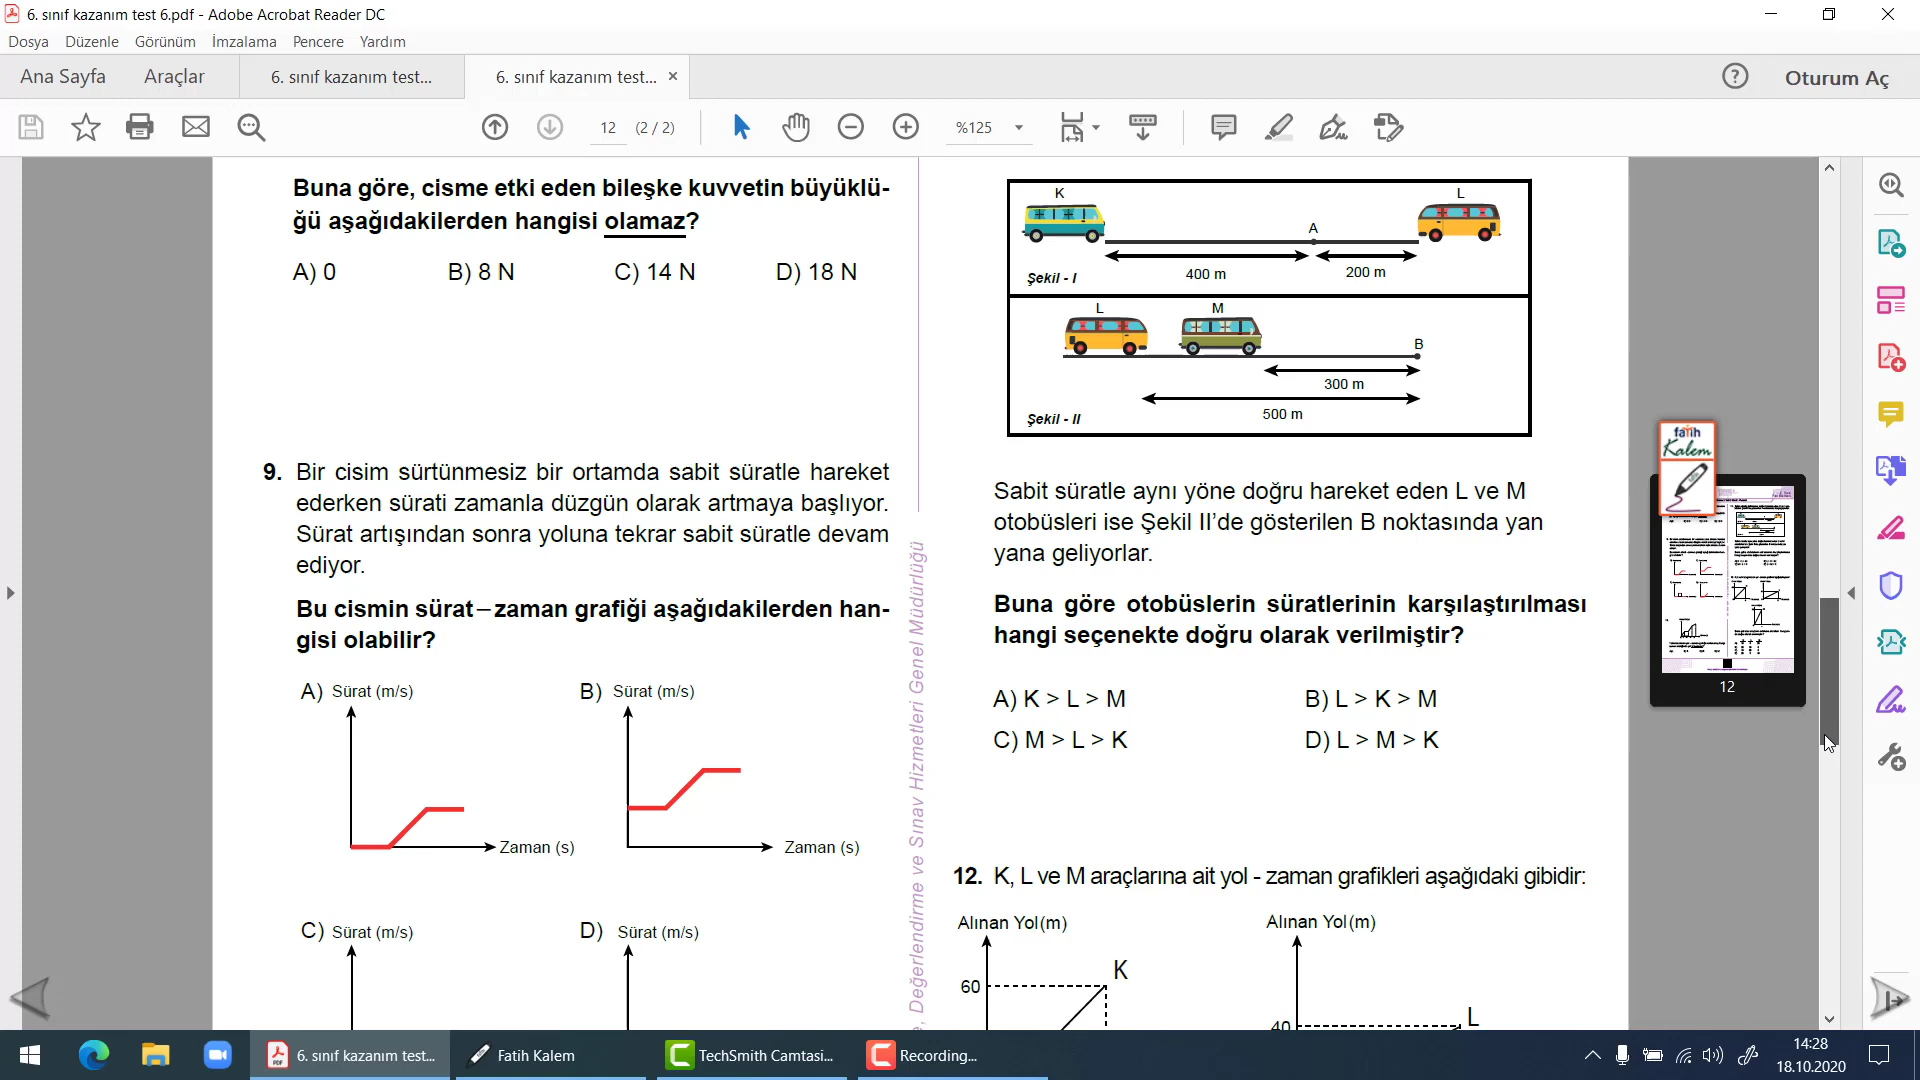 6. sınıf kazanım test 6.pdf - Adobe Acrobat Reader DC
Dosya Düzenle Görünüm İmzalama Pencere Yardım
Ana Sayfa Araçlar 6. sınıf kazanım test... 6. sınıf kazanım test... × Oturum Aç
12 (2 / 2) %125
Buna göre, cisme etki eden bileşke kuvvetin büyüklü-
ğü aşağıdakilerden hangisi olamaz?
A) 0 B) 8 N C) 14 N D) 18 N
9. Bir cisim sürtünmesiz bir ortamda sabit süratle hareket
ederken sürati zamanla düzgün olarak artmaya başlıyor.
Sürat artışından sonra yoluna tekrar sabit süratle devam
ediyor.
Bu cismin sürat–zaman grafiği aşağıdakilerden han-
gisi olabilir?
A) Sürat (m/s) B) Sürat (m/s)
Zaman (s) Zaman (s)
C) Sürat (m/s) D) Sürat (m/s)
e, Değerlendirme ve Sınav Hizmetleri Genel Müdürlüğü
K L
A
400 m 200 m
Şekil - I
L M
B
300 m
500 m
Şekil - II
Sabit süratle aynı yöne doğru hareket eden L ve M
otobüsleri ise Şekil II’de gösterilen B noktasında yan
yana geliyorlar.
Buna göre otobüslerin süratlerinin karşılaştırılması
hangi seçenekte doğru olarak verilmiştir?
A) K > L > M B) L > K > M
C) M > L > K D) L > M > K
12. K, L ve M araçlarına ait yol - zaman grafikleri aşağıdaki gibidir:
Alınan Yol(m) Alınan Yol(m)
60 K
40 L
fatih
Kalem
12
6. sınıf kazanım test... Fatih Kalem TechSmith Camtasi... Recording...
14:28
18.10.2020